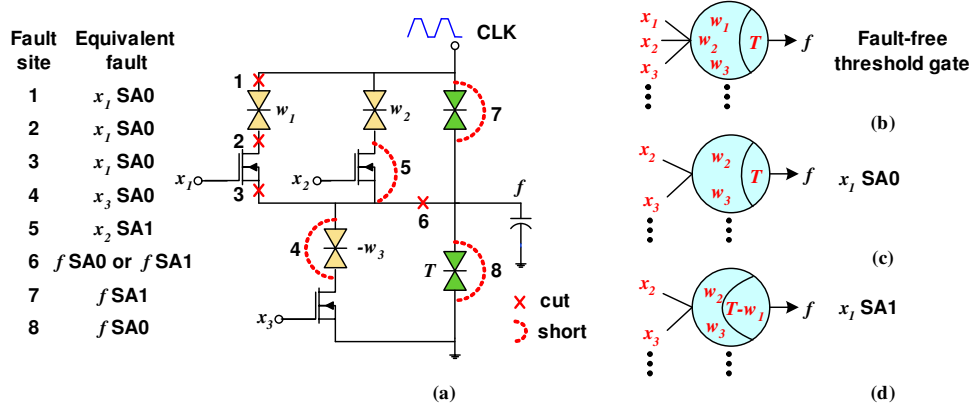 Fault site Equivalent fault
1 x1 SA0
2 x1 SA0
3 x1 SA0
4 x3 SA0
5 x2 SA1
6 f SA0 or f SA1
7 f SA1
8 f SA0
CLK
1
w1
w2
7
2
x1
x2
5
3
f
6
4
-w3
T
8
x3
cut
short
(a)
x1
x2
x3
w1
w2
w3
T
f
Fault-free threshold gate
(b)
x2
x3
w2
w3
T
f
x1 SA0
(c)
x2
x3
w2
w3
T-w1
f
x1 SA1
(d)